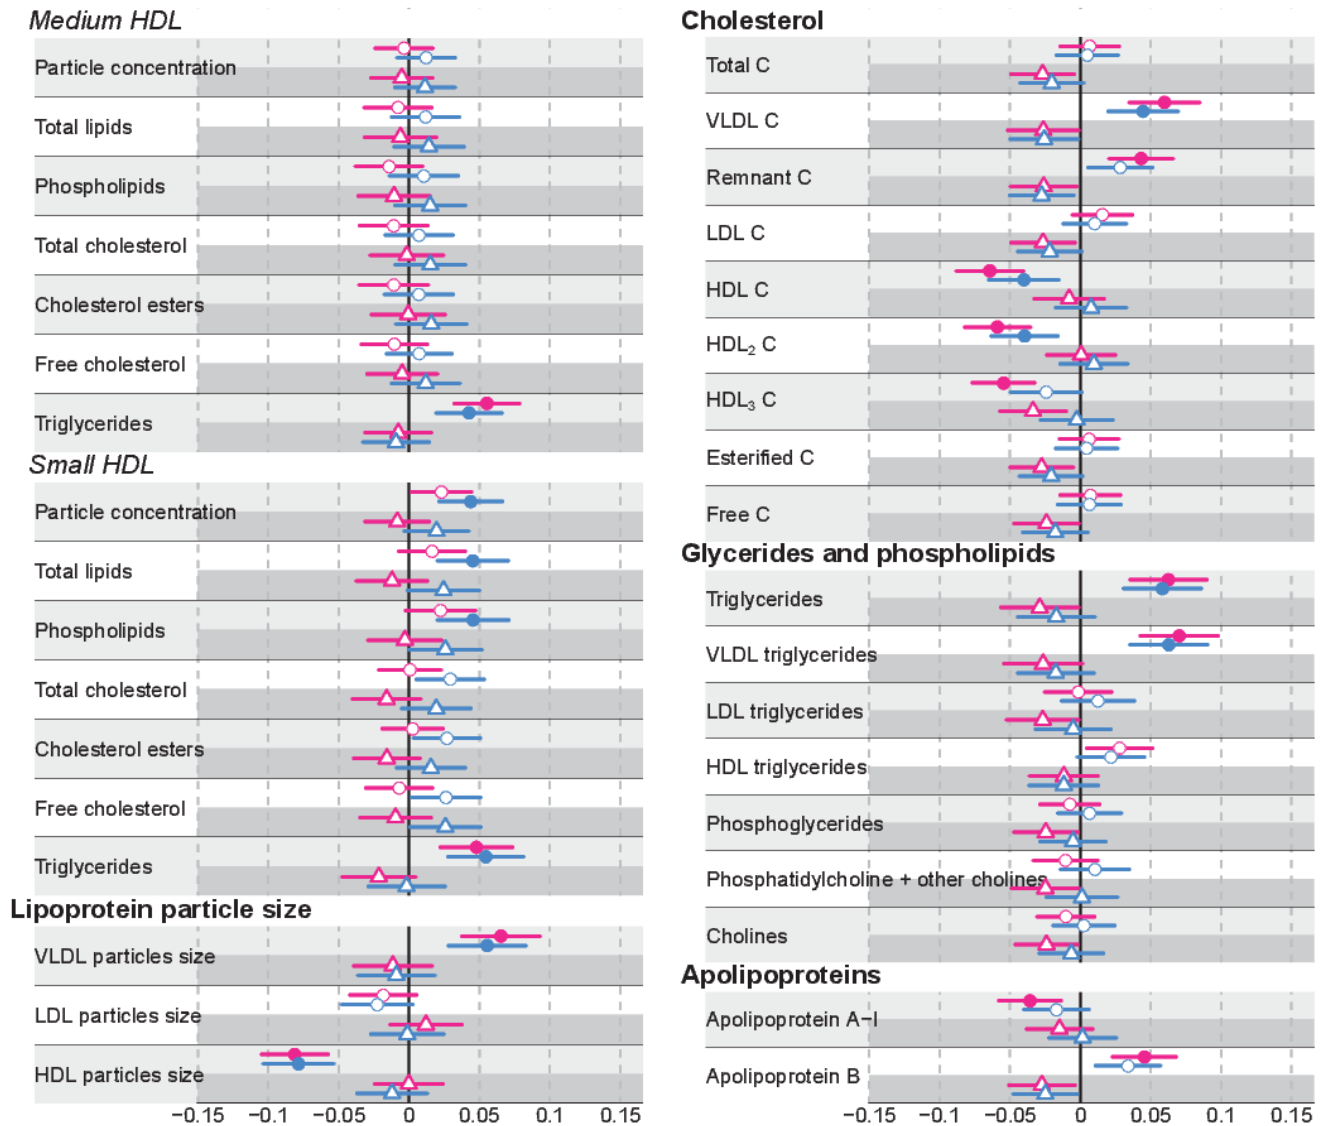 Medium HDL
Particle concentration
Total lipids
Phospholipids
Total cholesterol
Cholesterol esters
Free cholesterol
Triglycerides
Small HDL
Particle concentration
Total lipids
Phospholipids
Total cholesterol
Cholesterol esters
Free cholesterol
Triglycerides
Lipoprotein particle size
VLDL particles size
LDL particles size
HDL particles size
−0.15 −0.1 −0.05 0 0.05 0.1 0.15
Cholesterol
Total C
VLDL C
Remnant C
LDL C
HDL C
HDL₂ C
HDL₃ C
Esterified C
Free C
Glycerides and phospholipids
Triglycerides
VLDL triglycerides
LDL triglycerides
HDL triglycerides
Phosphoglycerides
Phosphatidylcholine + other cholines
Cholines
Apolipoproteins
Apolipoprotein A−I
Apolipoprotein B
−0.15 −0.1 −0.05 0 0.05 0.1 0.15